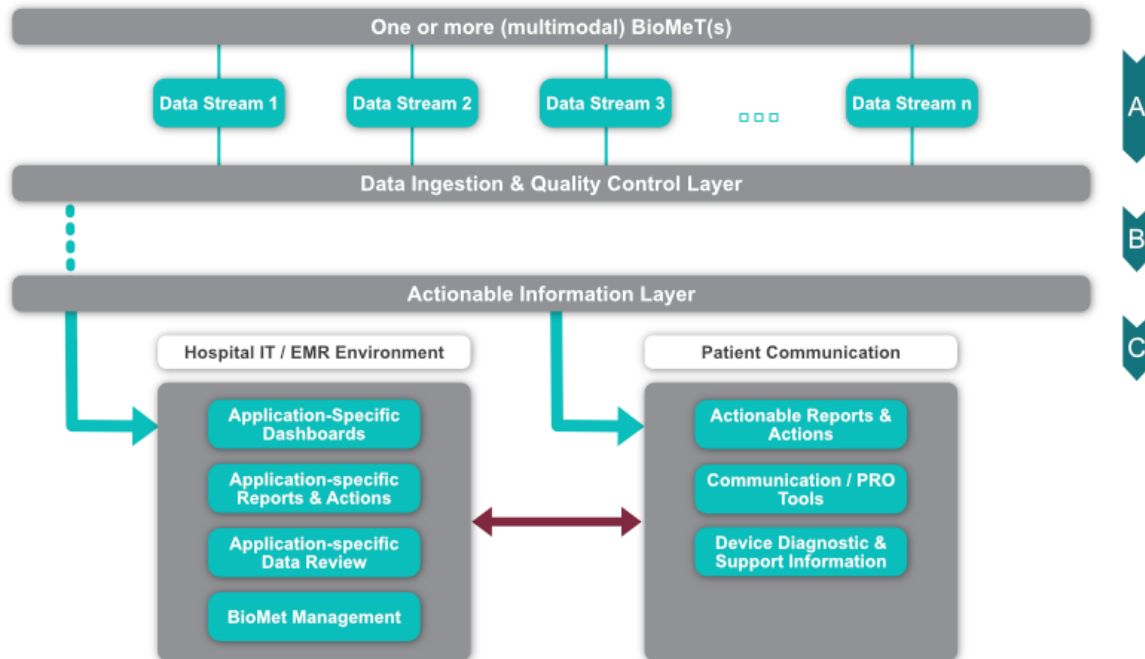 One or more (multimodal) BioMeT(s)
Data Stream 1
Data Stream 2
Data Stream 3
Data Stream n
A
Data Ingestion & Quality Control Layer
B
Actionable Information Layer
C
Hospital IT / EMR Environment
Application-Specific
Dashboards
Application-specific
Reports & Actions
Application-specific
Data Review
BioMet Management
Patient Communication
Actionable Reports &
Actions
Communication / PRO
Tools
Device Diagnostic &
Support Information